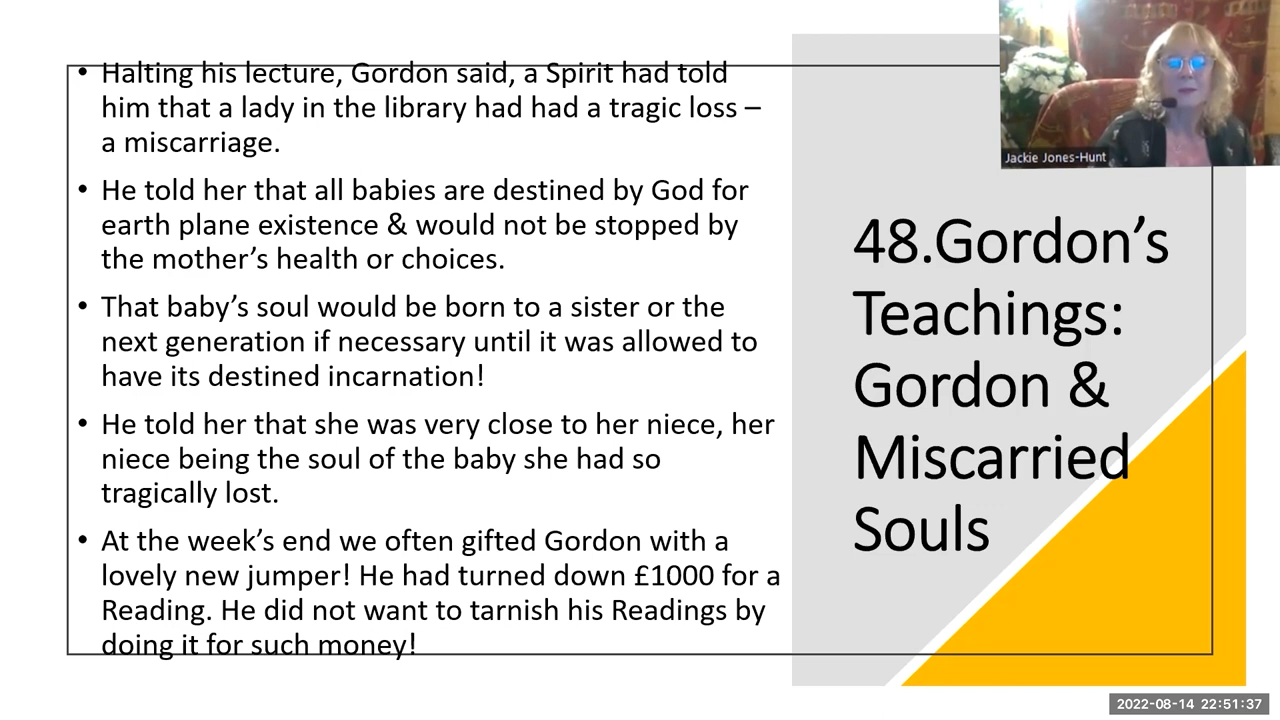 • Halting his lecture, Gordon said, a Spirit had told
him that a lady in the library had had a tragic loss –
a miscarriage.
• He told her that all babies are destined by God for
earth plane existence & would not be stopped by
the mother's health or choices.
• That baby's soul would be born to a sister or the
next generation if necessary until it was allowed to
have its destined incarnation!
• He told her that she was very close to her niece, her
niece being the soul of the baby she had so
tragically lost.
• At the week's end we often gifted Gordon with a
lovely new jumper! He had turned down £1000 for a
Reading. He did not want to tarnish his Readings by
doing it for such money!
48.Gordon's
Teachings:
Gordon &
Miscarried
Souls
Jackie Jones-Hunt
2022-08-14 22:51:37